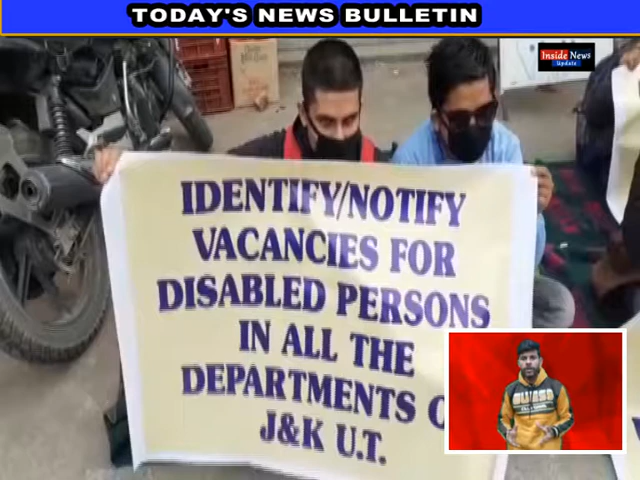 TODAY'S NEWS BULLETIN
Inside News
Update
IDENTIFY/NOTIFY
VACANCIES FOR
DISABLED PERSONS
IN ALL THE
DEPARTMENTS
J&K U.T.